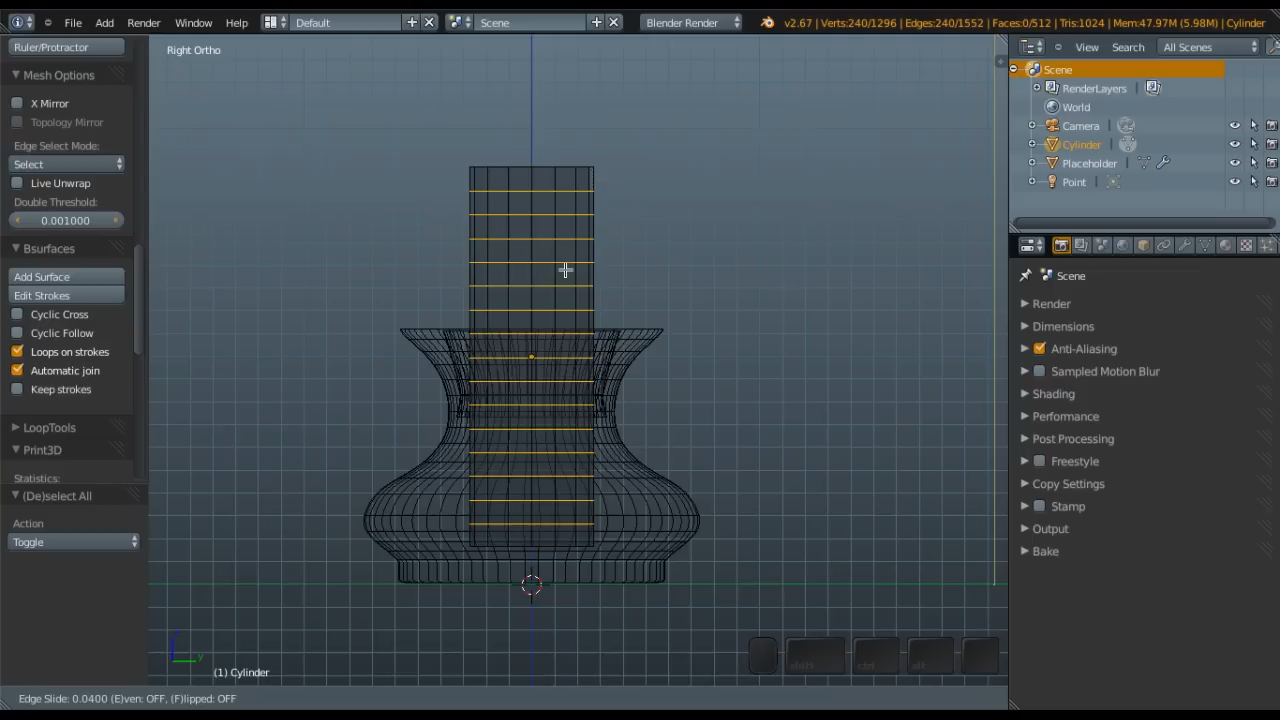 File Add Render Window Help Default Scene Blender Render v2.67 | Verts:240/1296 | Edges:240/1552 | Faces:0/512 | Tris:1024 | Mem:47.97M (5.98M) | Cylinder
Ruler/Protractor
Mesh Options
X Mirror
Topology Mirror
Edge Select Mode:
Select
Live Unwrap
Double Threshold:
0.001000
Bsurfaces
Add Surface
Edit Strokes
Cyclic Cross
Cyclic Follow
Loops on strokes
Automatic join
Keep strokes
LoopTools
Print3D
Statistics:
(De)select All
Action
Toggle
Right Ortho
z
y
(1) Cylinder
shift ctrl alt
Edge Slide: 0.0400 (E)ven: OFF, (F)lipped: OFF
View Search All Scenes
Scene
RenderLayers
World
Camera
Cylinder
Placeholder
Point
Scene
Render
Dimensions
Anti-Aliasing
Sampled Motion Blur
Shading
Performance
Post Processing
Freestyle
Copy Settings
Stamp
Output
Bake